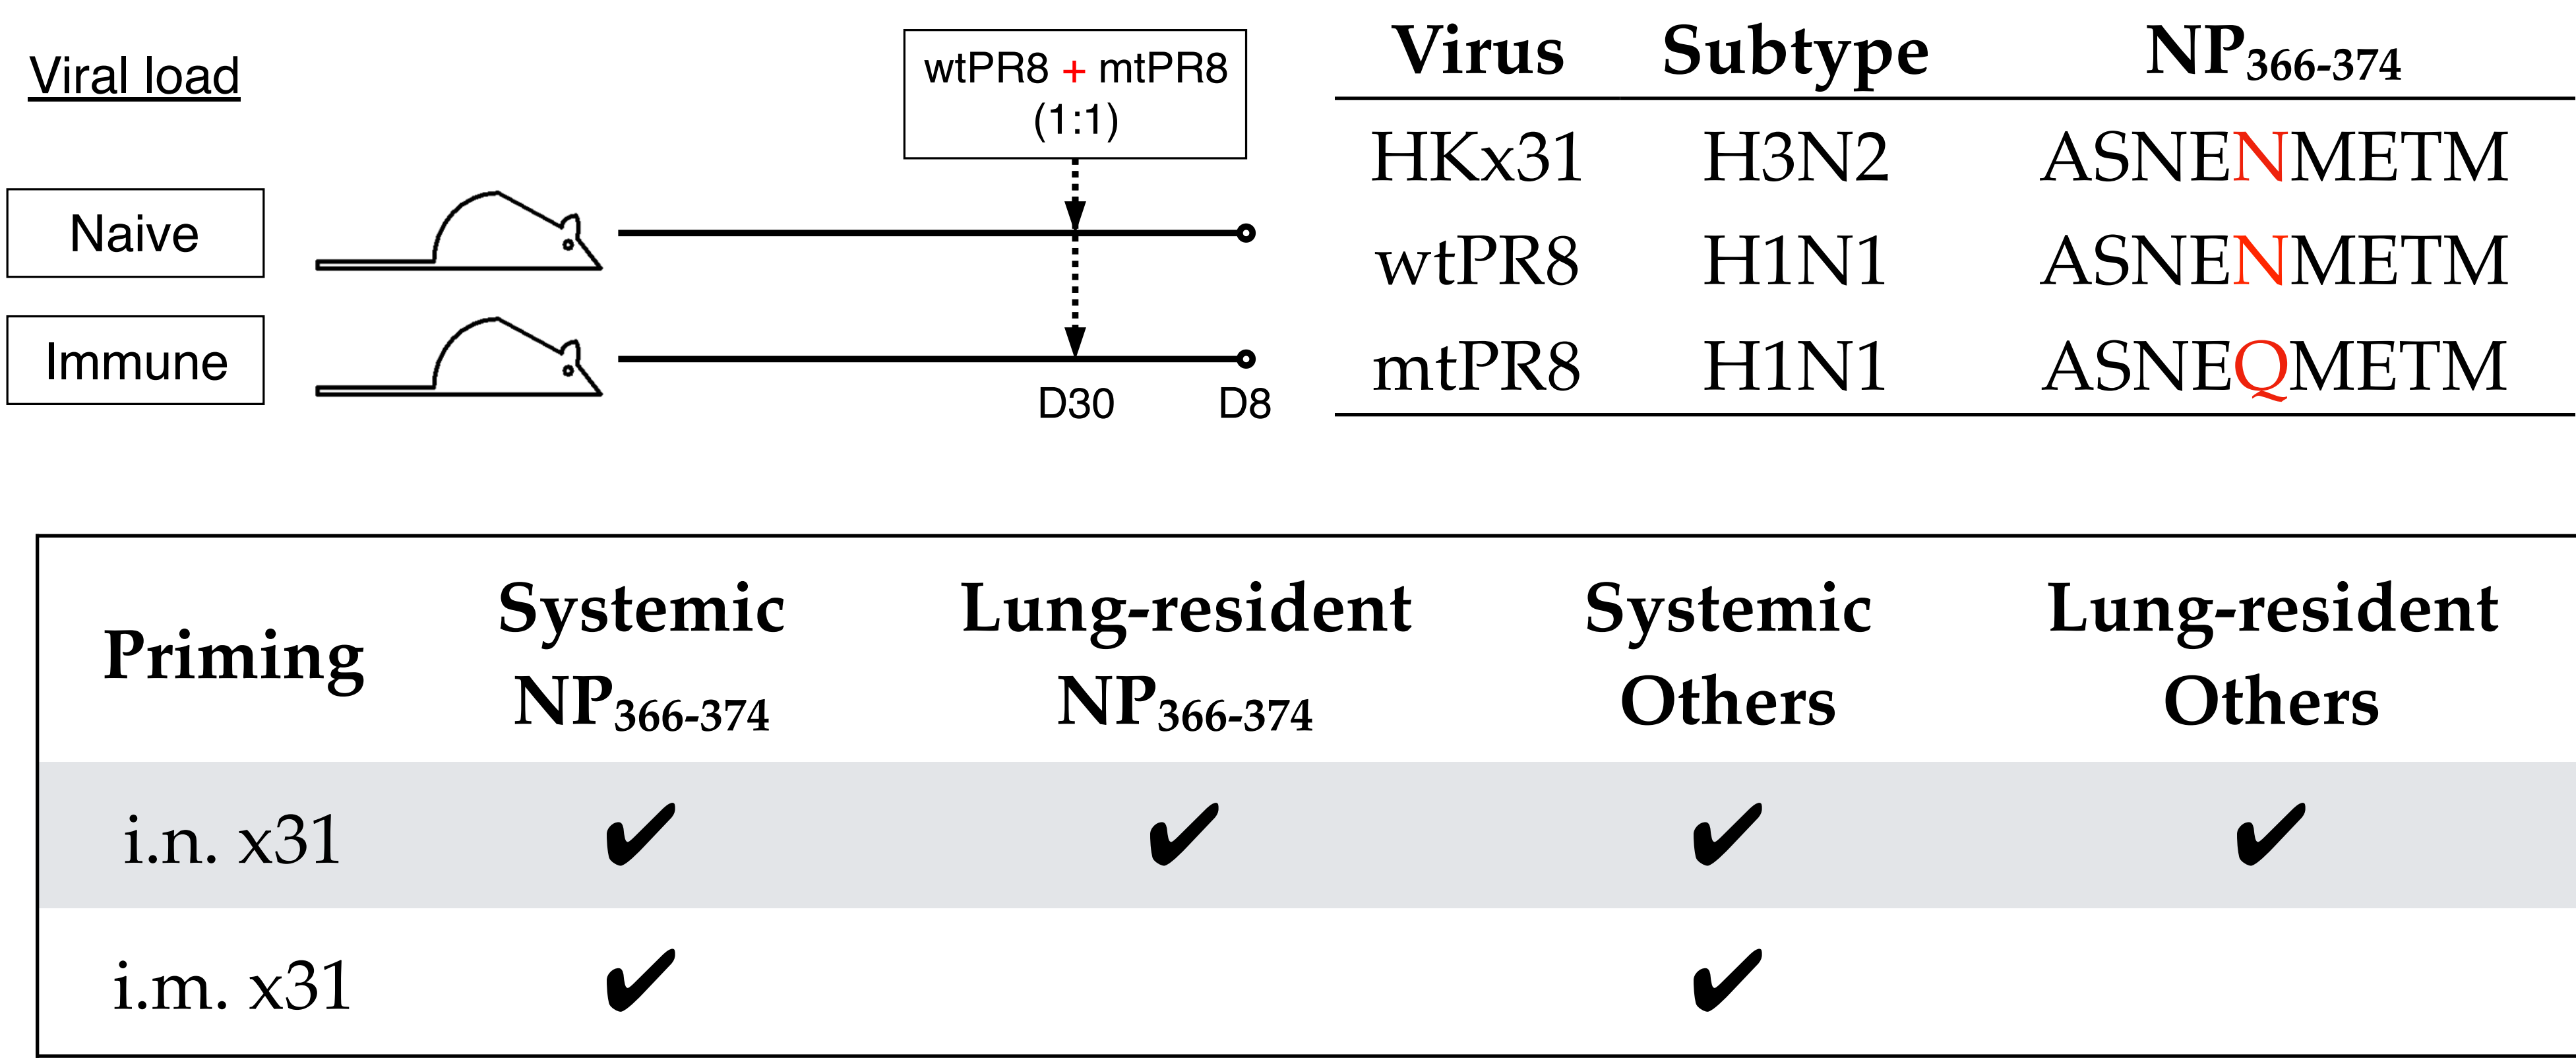 Viral load
wtPR8 + mtPR8
(1:1)
Naive
Immune
D30 D8
Virus Subtype NP366-374
HKx31 H3N2 ASNENMETM
wtPR8 H1N1 ASNENMETM
mtPR8 H1N1 ASNEQMETM
Priming
Systemic
NP366-374
Lung-resident
NP366-374
Systemic
Others
Lung-resident
Others
i.n. x31 ✔ ✔ ✔ ✔
i.m. x31 ✔ ✔